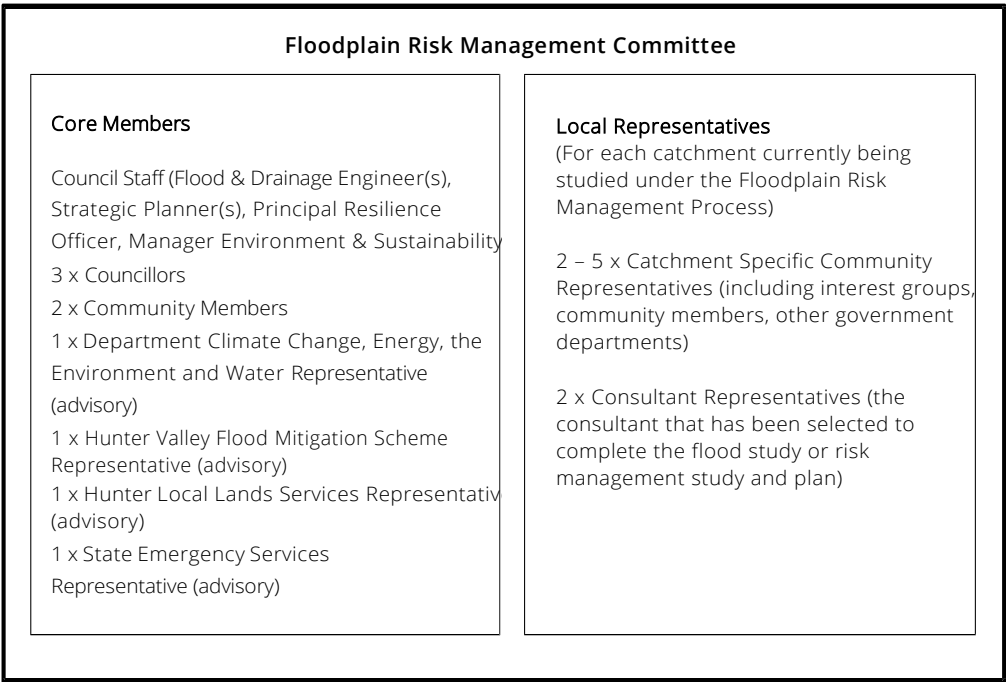 Floodplain Risk Management Committee
Core Members
Council Staff (Flood & Drainage Engineer(s),
Strategic Planner(s), Principal Resilience
Officer, Manager Environment & Sustainability
3 x Councillors
2 x Community Members
1 x Department Climate Change, Energy, the
Environment and Water Representative
(advisory)
1 x Hunter Valley Flood Mitigation Scheme
Representative (advisory)
1 x Hunter Local Lands Services Representativ
(advisory)
1 x State Emergency Services
Representative (advisory)
Local Representatives
(For each catchment currently being
studied under the Floodplain Risk
Management Process)
2 – 5 x Catchment Specific Community
Representatives (including interest groups,
community members, other government
departments)
2 x Consultant Representatives (the
consultant that has been selected to
complete the flood study or risk
management study and plan)